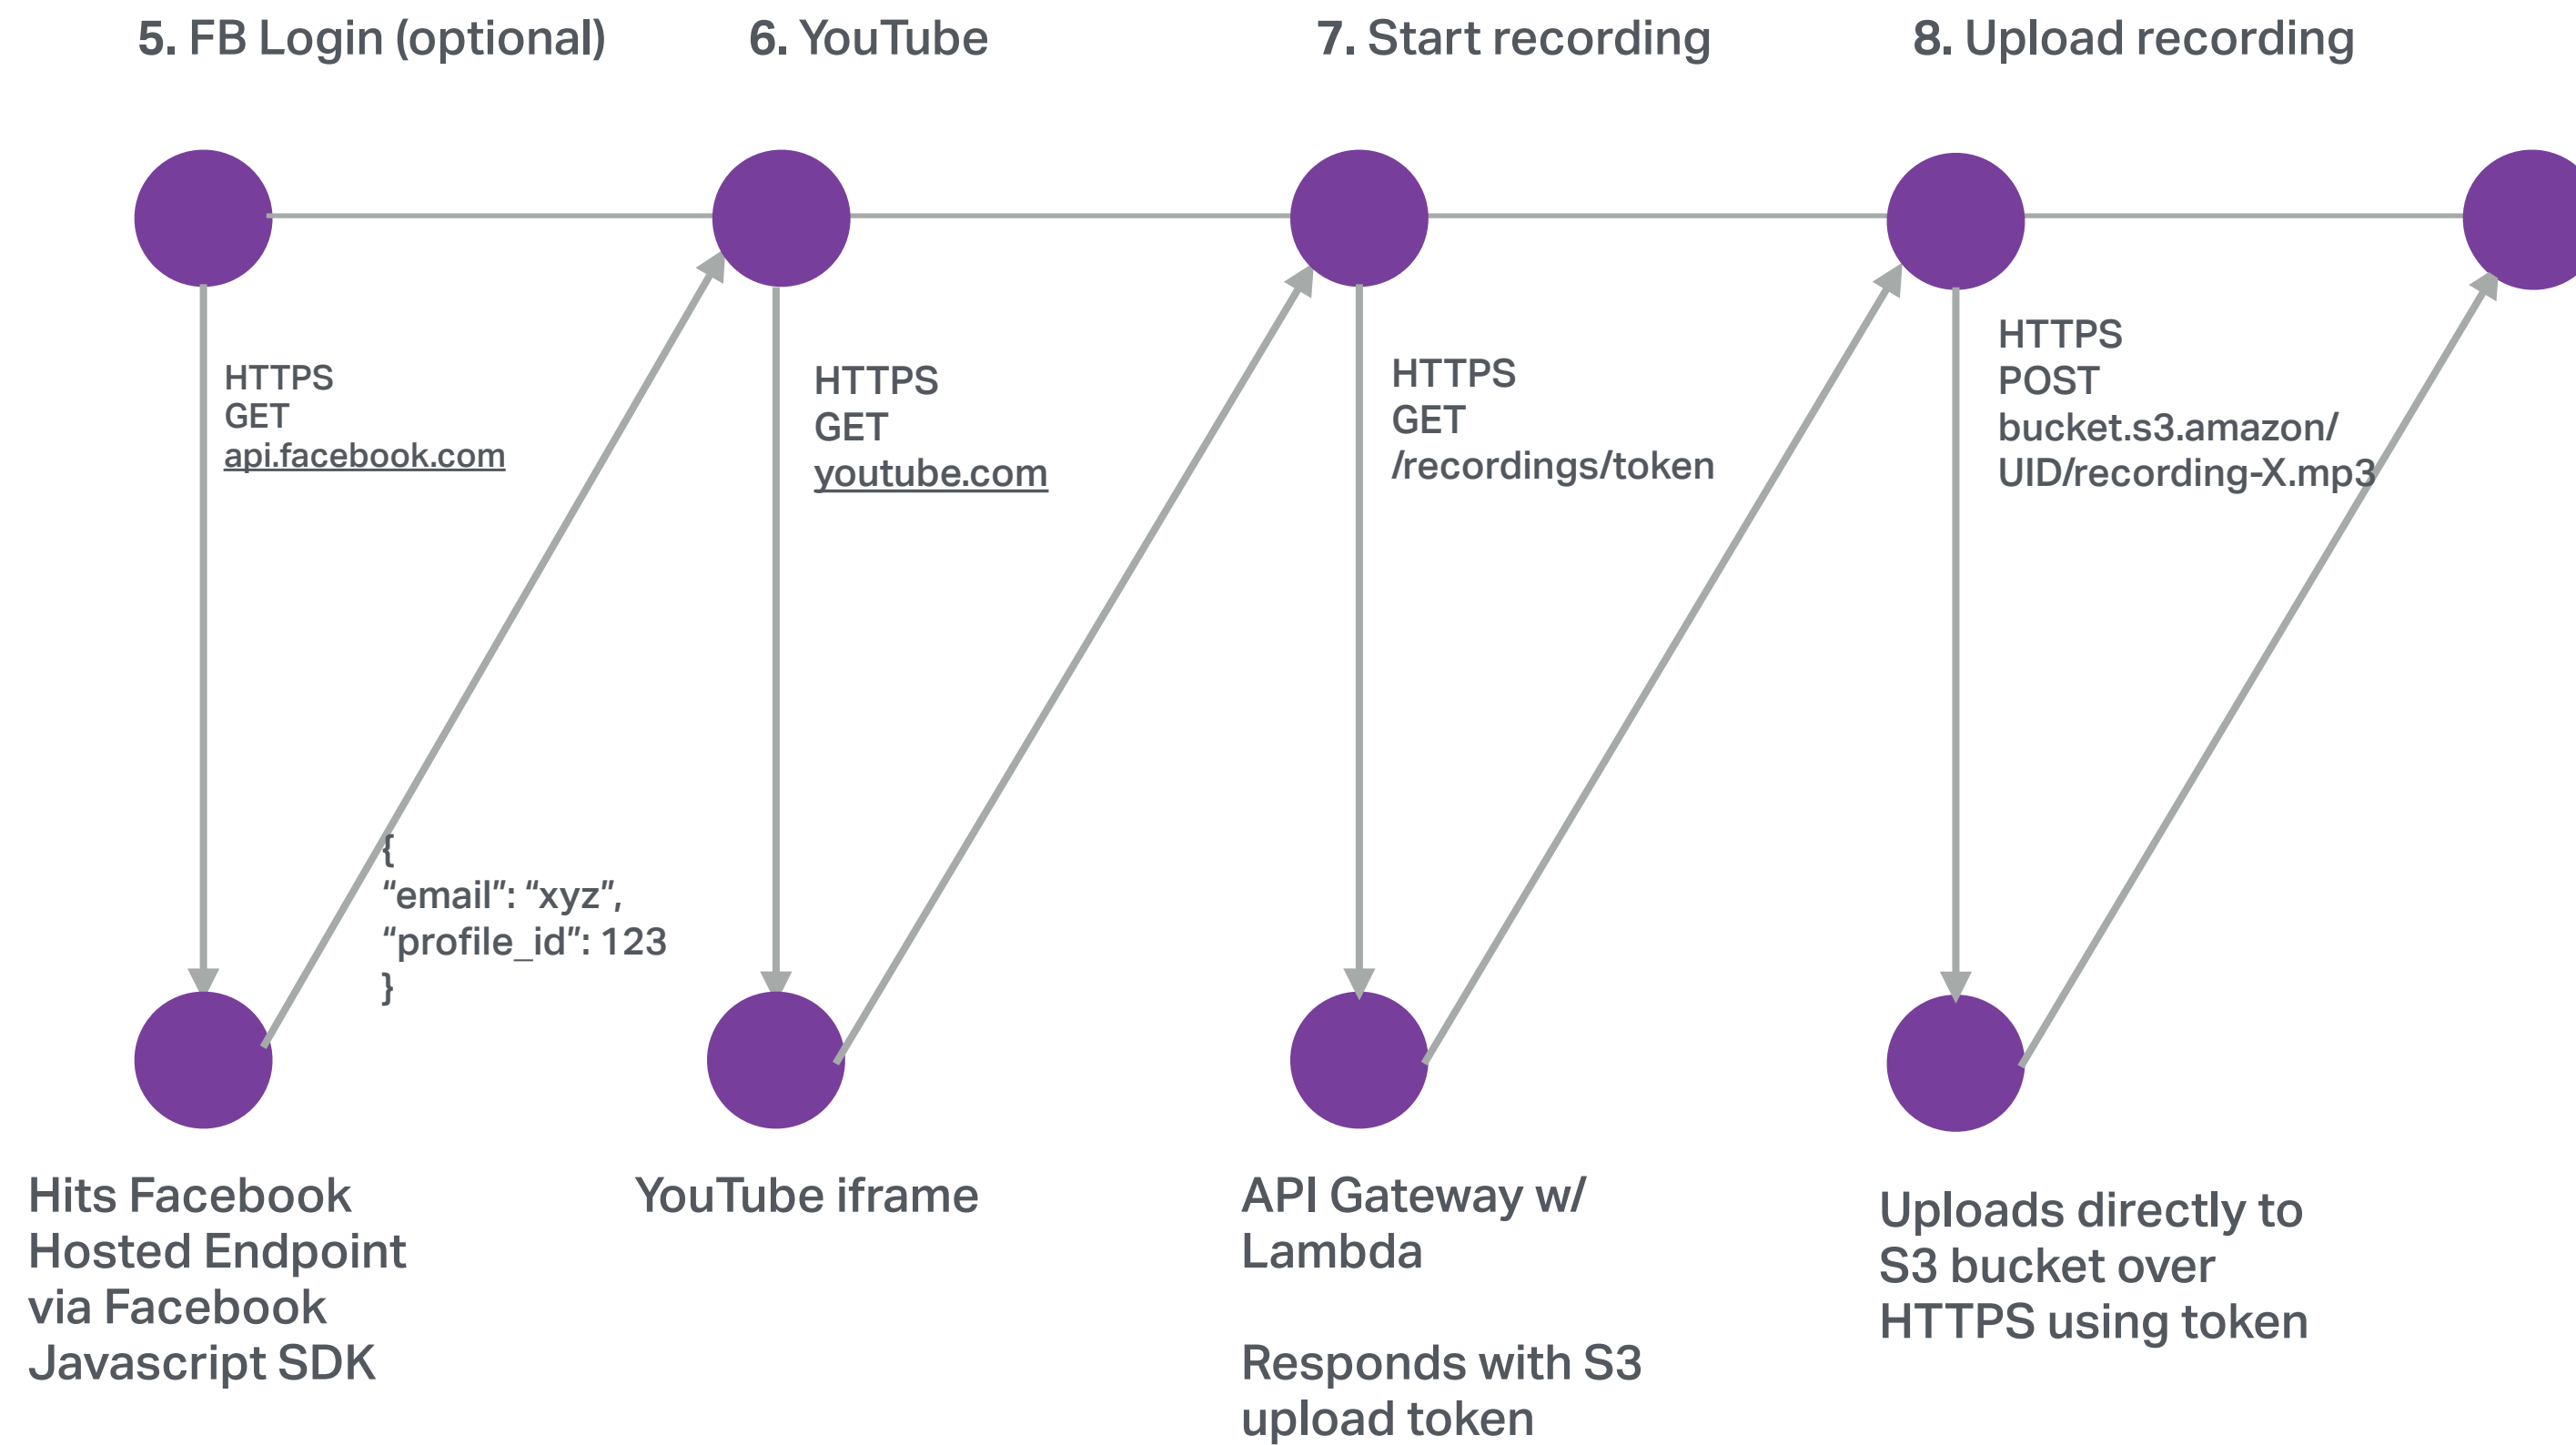 5. FB Login (optional)
6. YouTube
7. Start recording
8. Upload recording
HTTPS
GET
api.facebook.com
HTTPS
GET
youtube.com
HTTPS
GET
/recordings/token
HTTPS
POST
bucket.s3.amazon/
UID/recording-X.mp3
{
“email”: “xyz”,
“profile_id”: 123
}
Hits Facebook
Hosted Endpoint
via Facebook
Javascript SDK
YouTube iframe
API Gateway w/
Lambda
Responds with S3
upload token
Uploads directly to
S3 bucket over
HTTPS using token